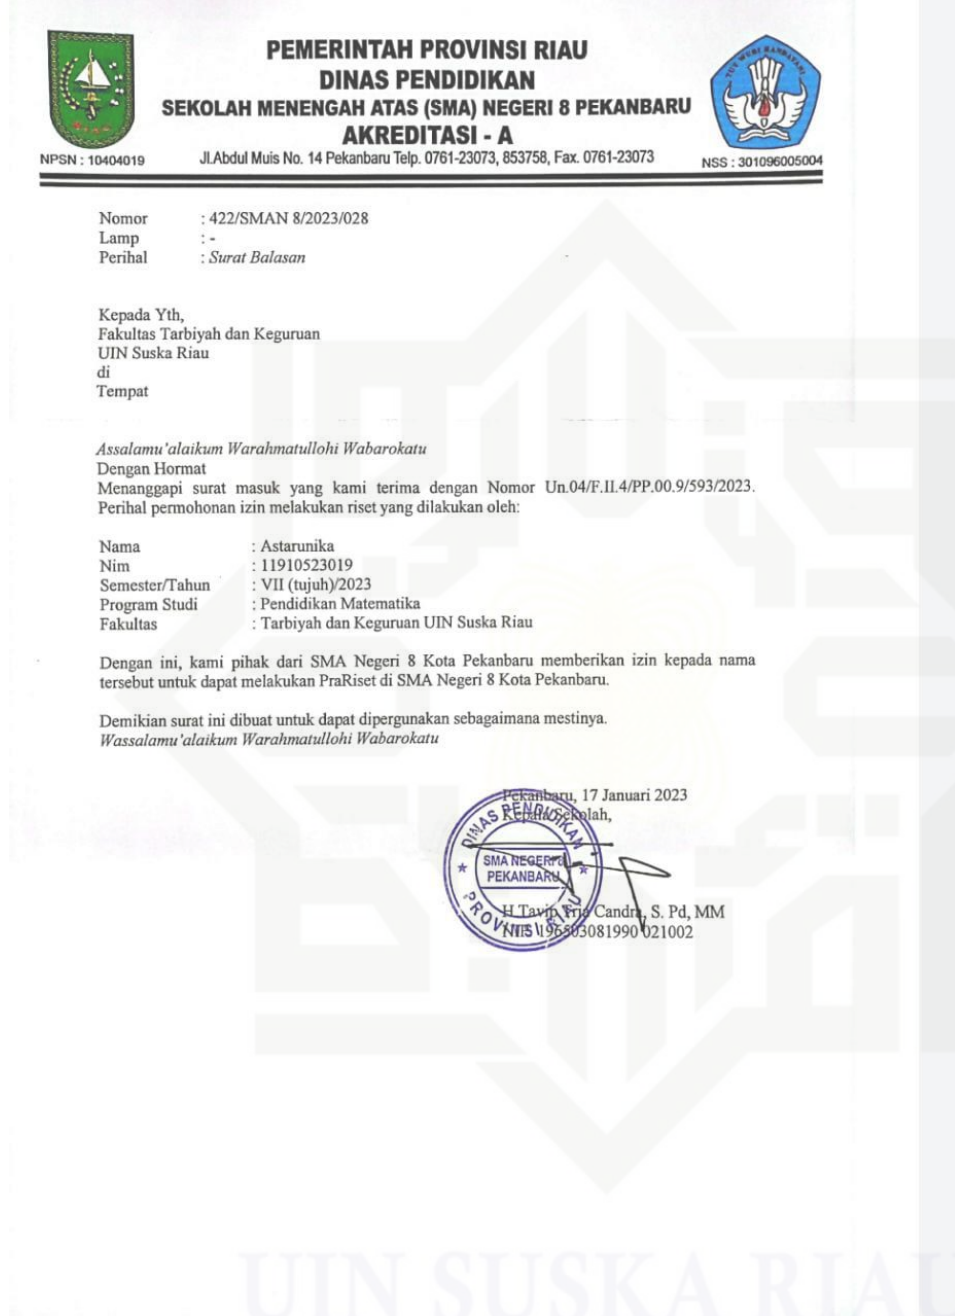 PEMERINTAH PROVINSI RIAU
DINAS PENDIDIKAN
SEKOLAH MENENGAH ATAS (SMA) NEGERI 8 PEKANBARU
AKREDITASI - A
NPSN : 10404019
Jl.Abdul Muis No. 14 Pekanbaru Telp. 0761-23073, 853758, Fax. 0761-23073
TUT WURI HANDAYANI
NSS : 301096005004
Nomor : 422/SMAN 8/2023/028
Lamp : -
Perihal : Surat Balasan
Kepada Yth,
Fakultas Tarbiyah dan Keguruan
UIN Suska Riau
di
Tempat
Assalamu'alaikum Warahmatullohi Wabarokatu
Dengan Hormat
Menanggapi surat masuk yang kami terima dengan Nomor Un.04/F.II.4/PP.00.9/593/2023.
Perihal permohonan izin melakukan riset yang dilakukan oleh:
Nama : Astarunika
Nim : 11910523019
Semester/Tahun : VII (tujuh)/2023
Program Studi : Pendidikan Matematika
Fakultas : Tarbiyah dan Keguruan UIN Suska Riau
Dengan ini, kami pihak dari SMA Negeri 8 Kota Pekanbaru memberikan izin kepada nama
tersebut untuk dapat melakukan PraRiset di SMA Negeri 8 Kota Pekanbaru.
Demikian surat ini dibuat untuk dapat dipergunakan sebagaimana mestinya.
Wassalamu'alaikum Warahmatullohi Wabarokatu
Pekanbaru, 17 Januari 2023
Kepala Sekolah,
DINAS PENDIDIKAN
SMA NEGERI 8
PEKANBARU
PROVINSI RIAU
H.Tavip Tria Candra, S. Pd, MM
NIP. 196503081990 021002
UIN SUSKA RIAU